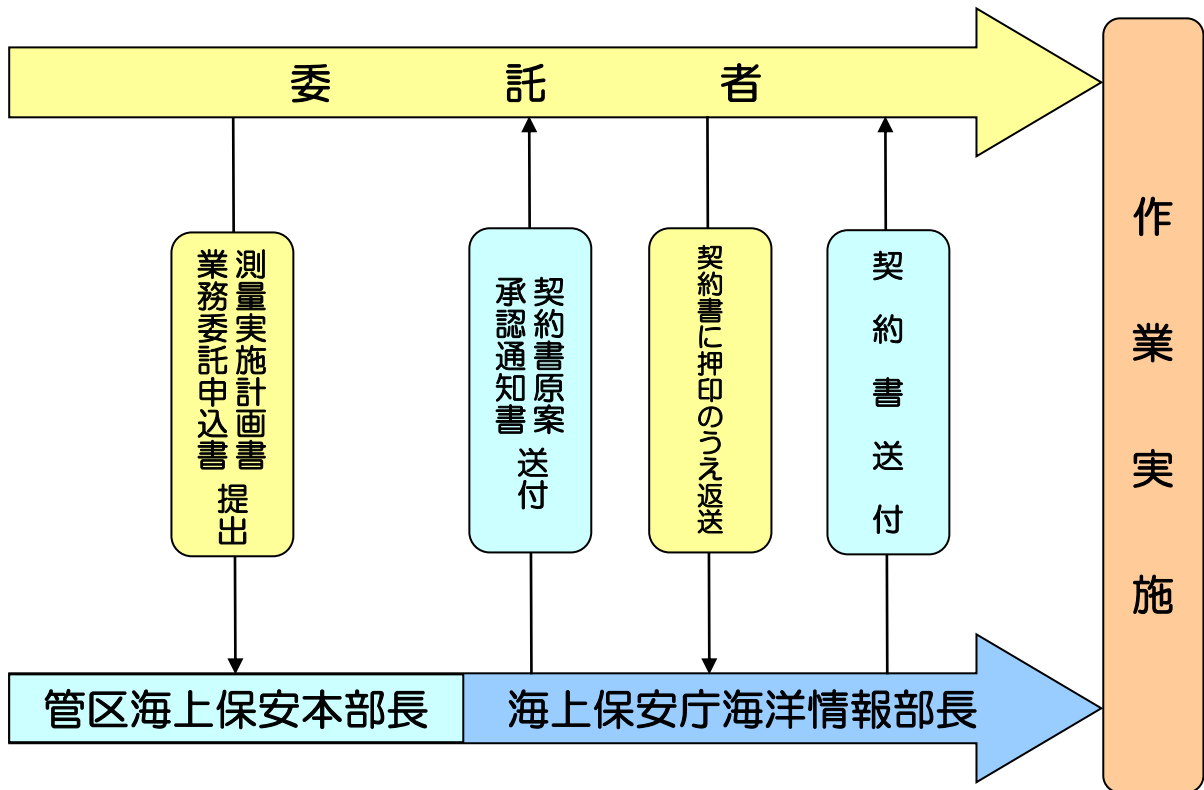 委託者
測量実施計画書
業務委託申込書
提出
契約書原案
承認通知書
送付
契約書に押印のうえ返送
契約書送付
管区海上保安本部長
海上保安庁海洋情報部長
作業実施